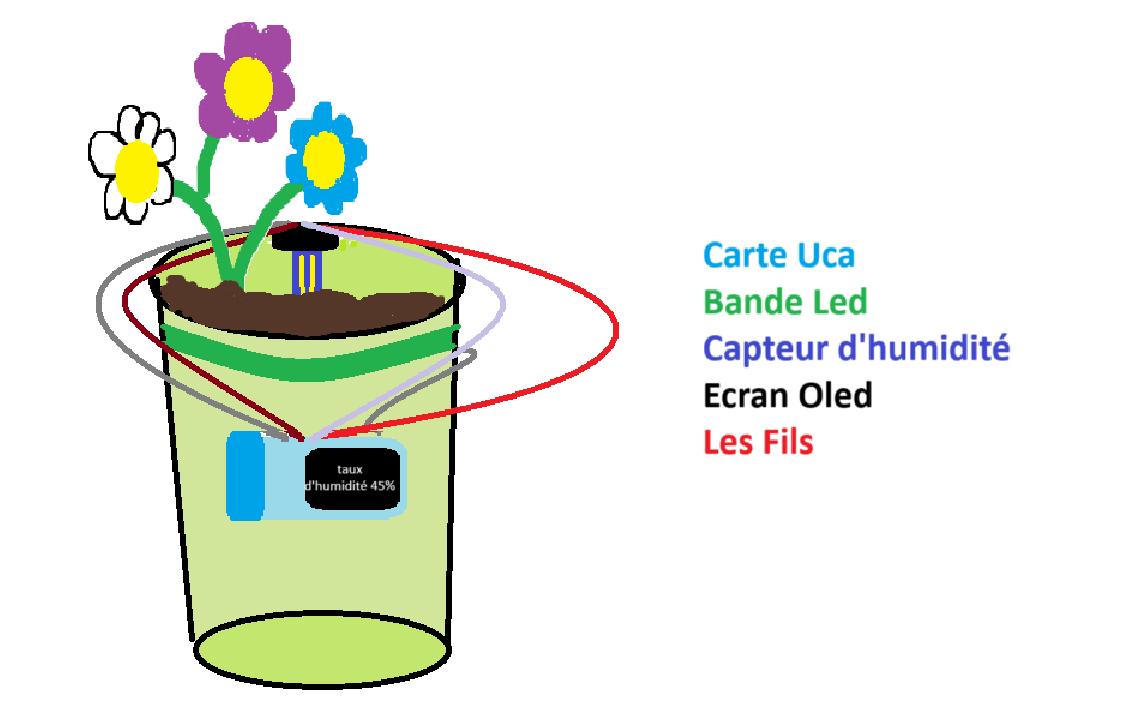 Carte Uca
Bande Led
Capteur d'humidité
Ecran Oled
Les Fils
taux
d'humidité 45%